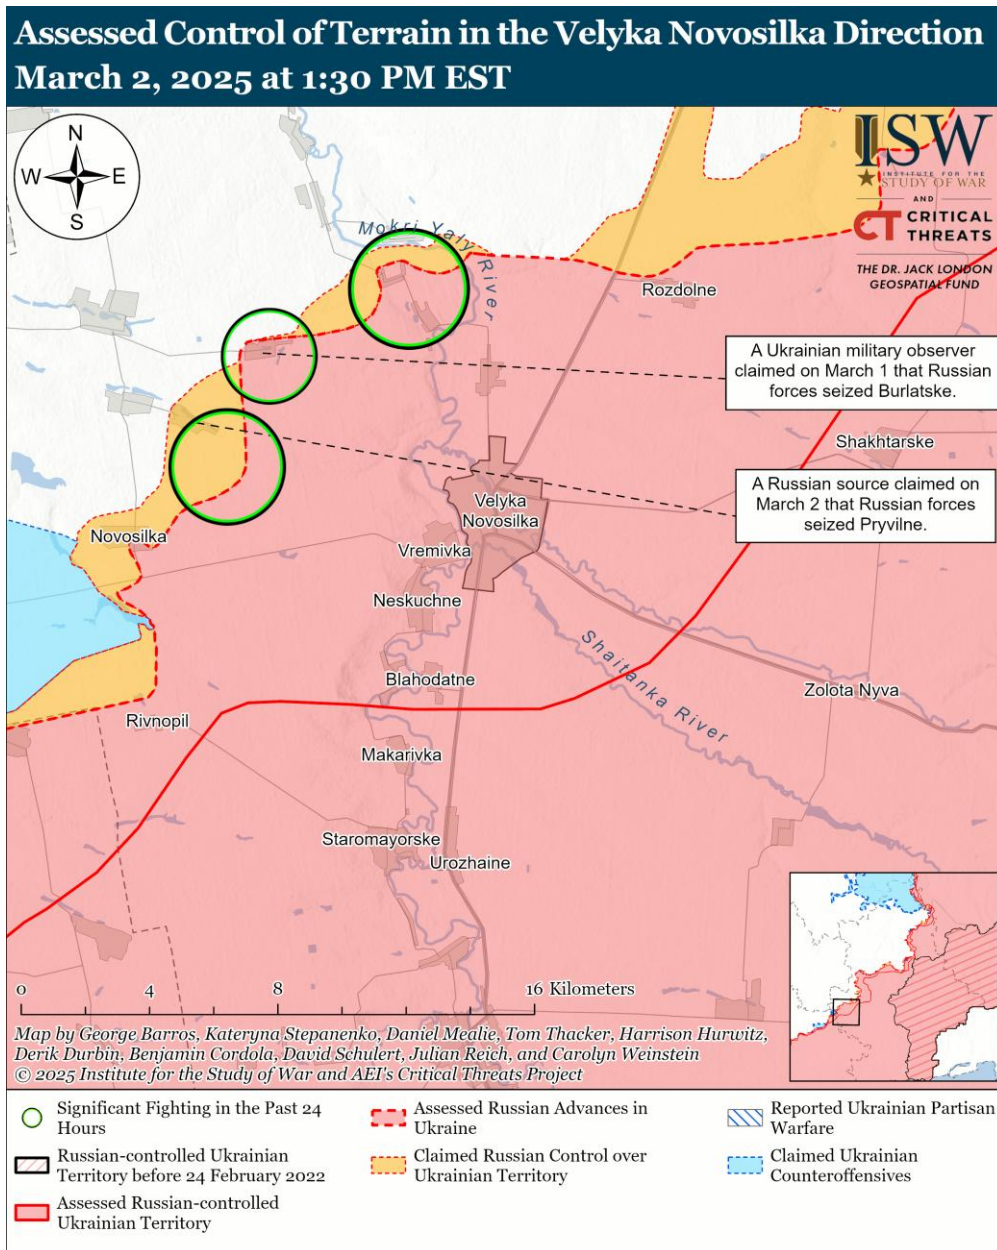 Assessed Control of Terrain in the Velyka Novosilka Direction
March 2, 2025 at 1:30 PM EST
N
W
E
S
ISW
INSTITUTE FOR THE
STUDY OF WAR
AND
CT CRITICAL
THREATS
THE DR. JACK LONDON
GEOSPATIAL FUND
Mokri Yaly River
Rozdolne
A Ukrainian military observer
claimed on March 1 that Russian
forces seized Burlatske.
Shakhtarske
A Russian source claimed on
March 2 that Russian forces
seized Pryvilne.
Velyka
Novosilka
Novosilka
Vremivka
Neskuchne
Shaitanka River
Blahodatne
Zolota Nyva
Rivnopil
Makarivka
Staromayorske
Urozhaine
0 4 8 16 Kilometers
Map by George Barros, Kateryna Stepanenko, Daniel Mealie, Tom Thacker, Harrison Hurwitz,
Derik Durbin, Benjamin Cordola, David Schulert, Julian Reich, and Carolyn Weinstein
© 2025 Institute for the Study of War and AEI's Critical Threats Project
Significant Fighting in the Past 24
Hours
Russian-controlled Ukrainian
Territory before 24 February 2022
Assessed Russian-controlled
Ukrainian Territory
Assessed Russian Advances in
Ukraine
Claimed Russian Control over
Ukrainian Territory
Reported Ukrainian Partisan
Warfare
Claimed Ukrainian
Counteroffensives